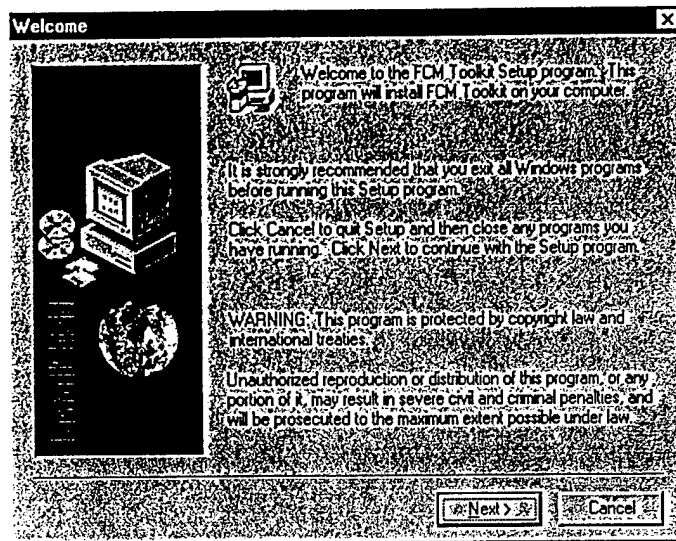 Welcome
Welcome to the FCM Toolkit Setup program. This
program will install FCM Toolkit on your computer.
It is strongly recommended that you exit all Windows programs
before running this Setup program.
Click Cancel to quit Setup and then close any programs you
have running. Click Next to continue with the Setup program.
WARNING: This program is protected by copyright law and
international treaties.
Unauthorized reproduction or distribution of this program, or any
portion of it, may result in severe civil and criminal penalties, and
will be prosecuted to the maximum extent possible under law.
Next >
Cancel